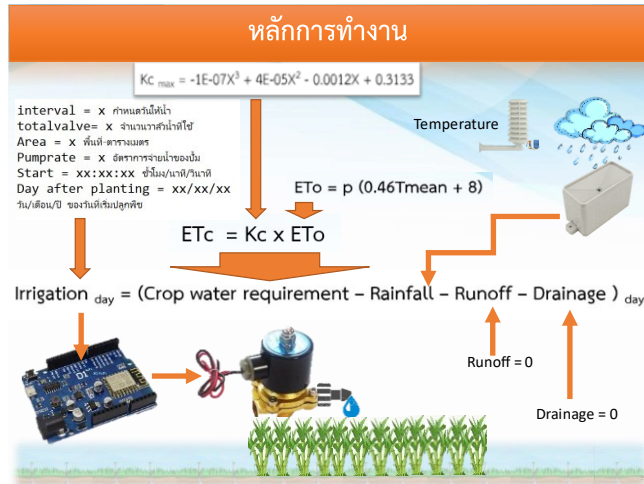 หลักการทำงาน
Kc max = -1E-07X³ + 4E-05X² - 0.0012X + 0.3133
interval = x กำหนดวันให้น้ำ
totalvalve= x จำนวนวาล์วน้ำที่ใช้
Area = x พื้นที่-ตารางเมตร
Pumprate = x อัตราการจ่ายน้ำของปั๊ม
Start = xx:xx:xx ชั่วโมง/นาที/วินาที
Day after planting = xx/xx/xx
วัน/เดือน/ปี ของวันที่เริ่มปลูกพืช
Temperature
ETo = p (0.46Tmean + 8)
ETc = Kc x ETo
Irrigation day = (Crop water requirement – Rainfall – Runoff – Drainage ) day
Runoff = 0
Drainage = 0